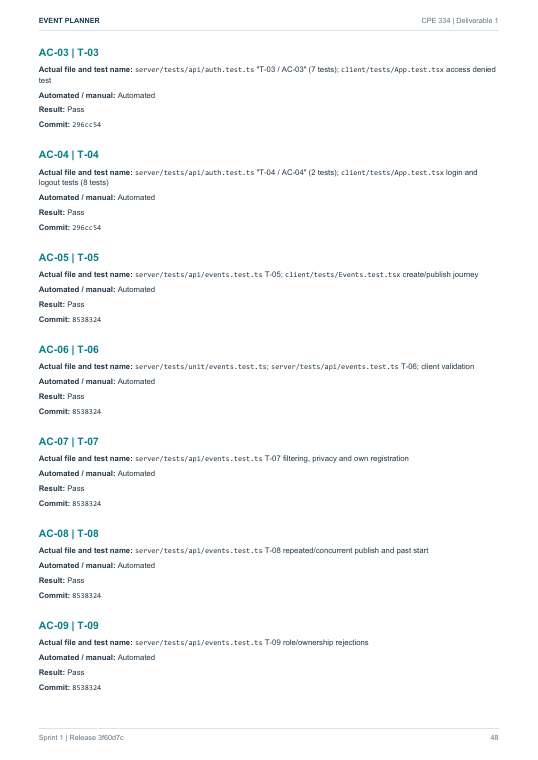 EVENT PLANNER
CPE 334 | Deliverable 1
AC-03 | T-03
Actual file and test name: server/tests/api/auth.test.ts "T-03 / AC-03" (7 tests); client/tests/App.test.tsx access denied
test
Automated / manual: Automated
Result: Pass
Commit: 296cc54
AC-04 | T-04
Actual file and test name: server/tests/api/auth.test.ts "T-04 / AC-04" (2 tests); client/tests/App.test.tsx login and
logout tests (8 tests)
Automated / manual: Automated
Result: Pass
Commit: 296cc54
AC-05 | T-05
Actual file and test name: server/tests/api/events.test.ts T-05; client/tests/Events.test.tsx create/publish journey
Automated / manual: Automated
Result: Pass
Commit: 8538324
AC-06 | T-06
Actual file and test name: server/tests/unit/events.test.ts; server/tests/api/events.test.ts T-06; client validation
Automated / manual: Automated
Result: Pass
Commit: 8538324
AC-07 | T-07
Actual file and test name: server/tests/api/events.test.ts T-07 filtering, privacy and own registration
Automated / manual: Automated
Result: Pass
Commit: 8538324
AC-08 | T-08
Actual file and test name: server/tests/api/events.test.ts T-08 repeated/concurrent publish and past start
Automated / manual: Automated
Result: Pass
Commit: 8538324
AC-09 | T-09
Actual file and test name: server/tests/api/events.test.ts T-09 role/ownership rejections
Automated / manual: Automated
Result: Pass
Commit: 8538324
Sprint 1 | Release 3f60d7c
48